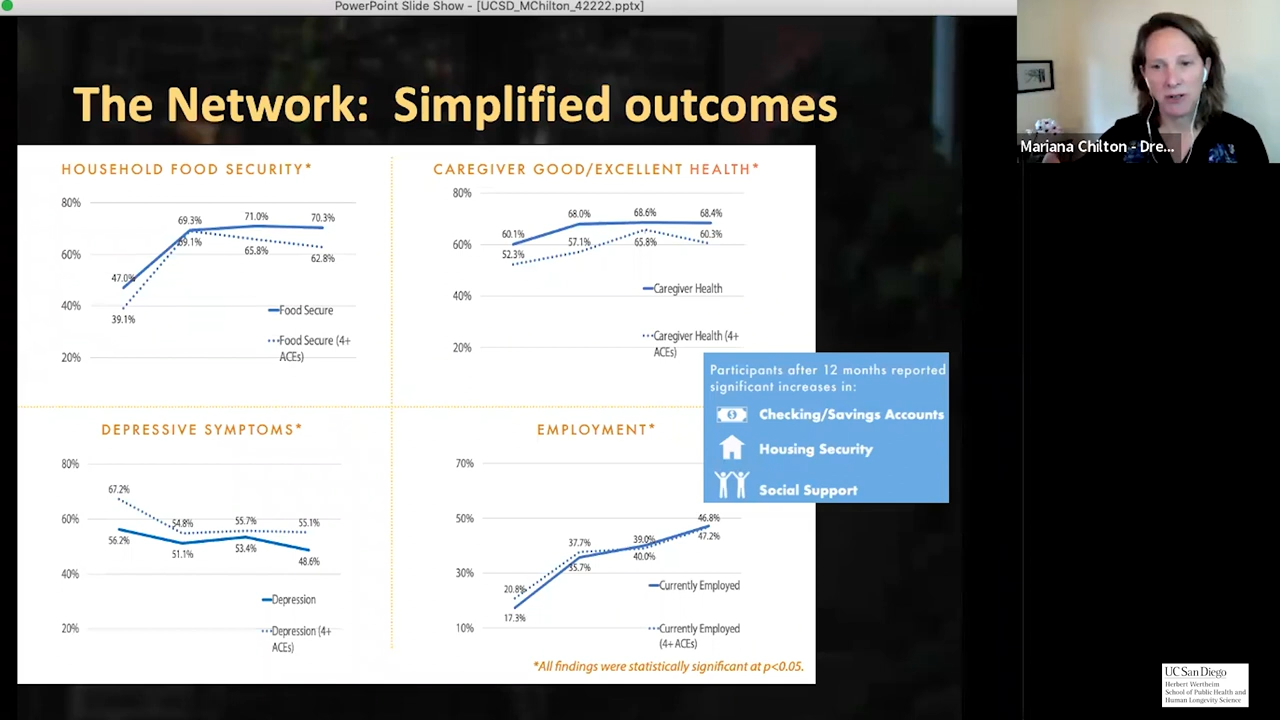 PowerPoint Slide Show - [UCSD_MChilton_42222.pptx]
The Network: Simplified outcomes
Mariana Chilton - Dre...
HOUSEHOLD FOOD SECURITY*
80%
60%
40%
20%
47.0%
69.3%
71.0%
70.3%
39.1%
69.1%
65.8%
62.8%
Food Secure
Food Secure (4+
ACEs)
CAREGIVER GOOD/EXCELLENT HEALTH*
80%
60%
40%
20%
60.1%
68.0%
68.6%
68.4%
52.3%
57.1%
65.8%
60.3%
Caregiver Health
Caregiver Health (4+
ACEs)
Participants after 12 months reported
significant increases in:
Checking/Savings Accounts
Housing Security
Social Support
DEPRESSIVE SYMPTOMS*
80%
60%
40%
20%
67.2%
54.8%
55.7%
55.1%
56.2%
51.1%
53.4%
48.6%
Depression
Depression (4+
ACEs)
EMPLOYMENT*
70%
50%
30%
10%
20.8%
37.7%
39.0%
46.8%
17.3%
35.7%
40.0%
47.2%
Currently Employed
Currently Employed
(4+ ACEs)
*All findings were statistically significant at p<0.05.
UC San Diego
Herbert Wertheim
School of Public Health and
Human Longevity Science